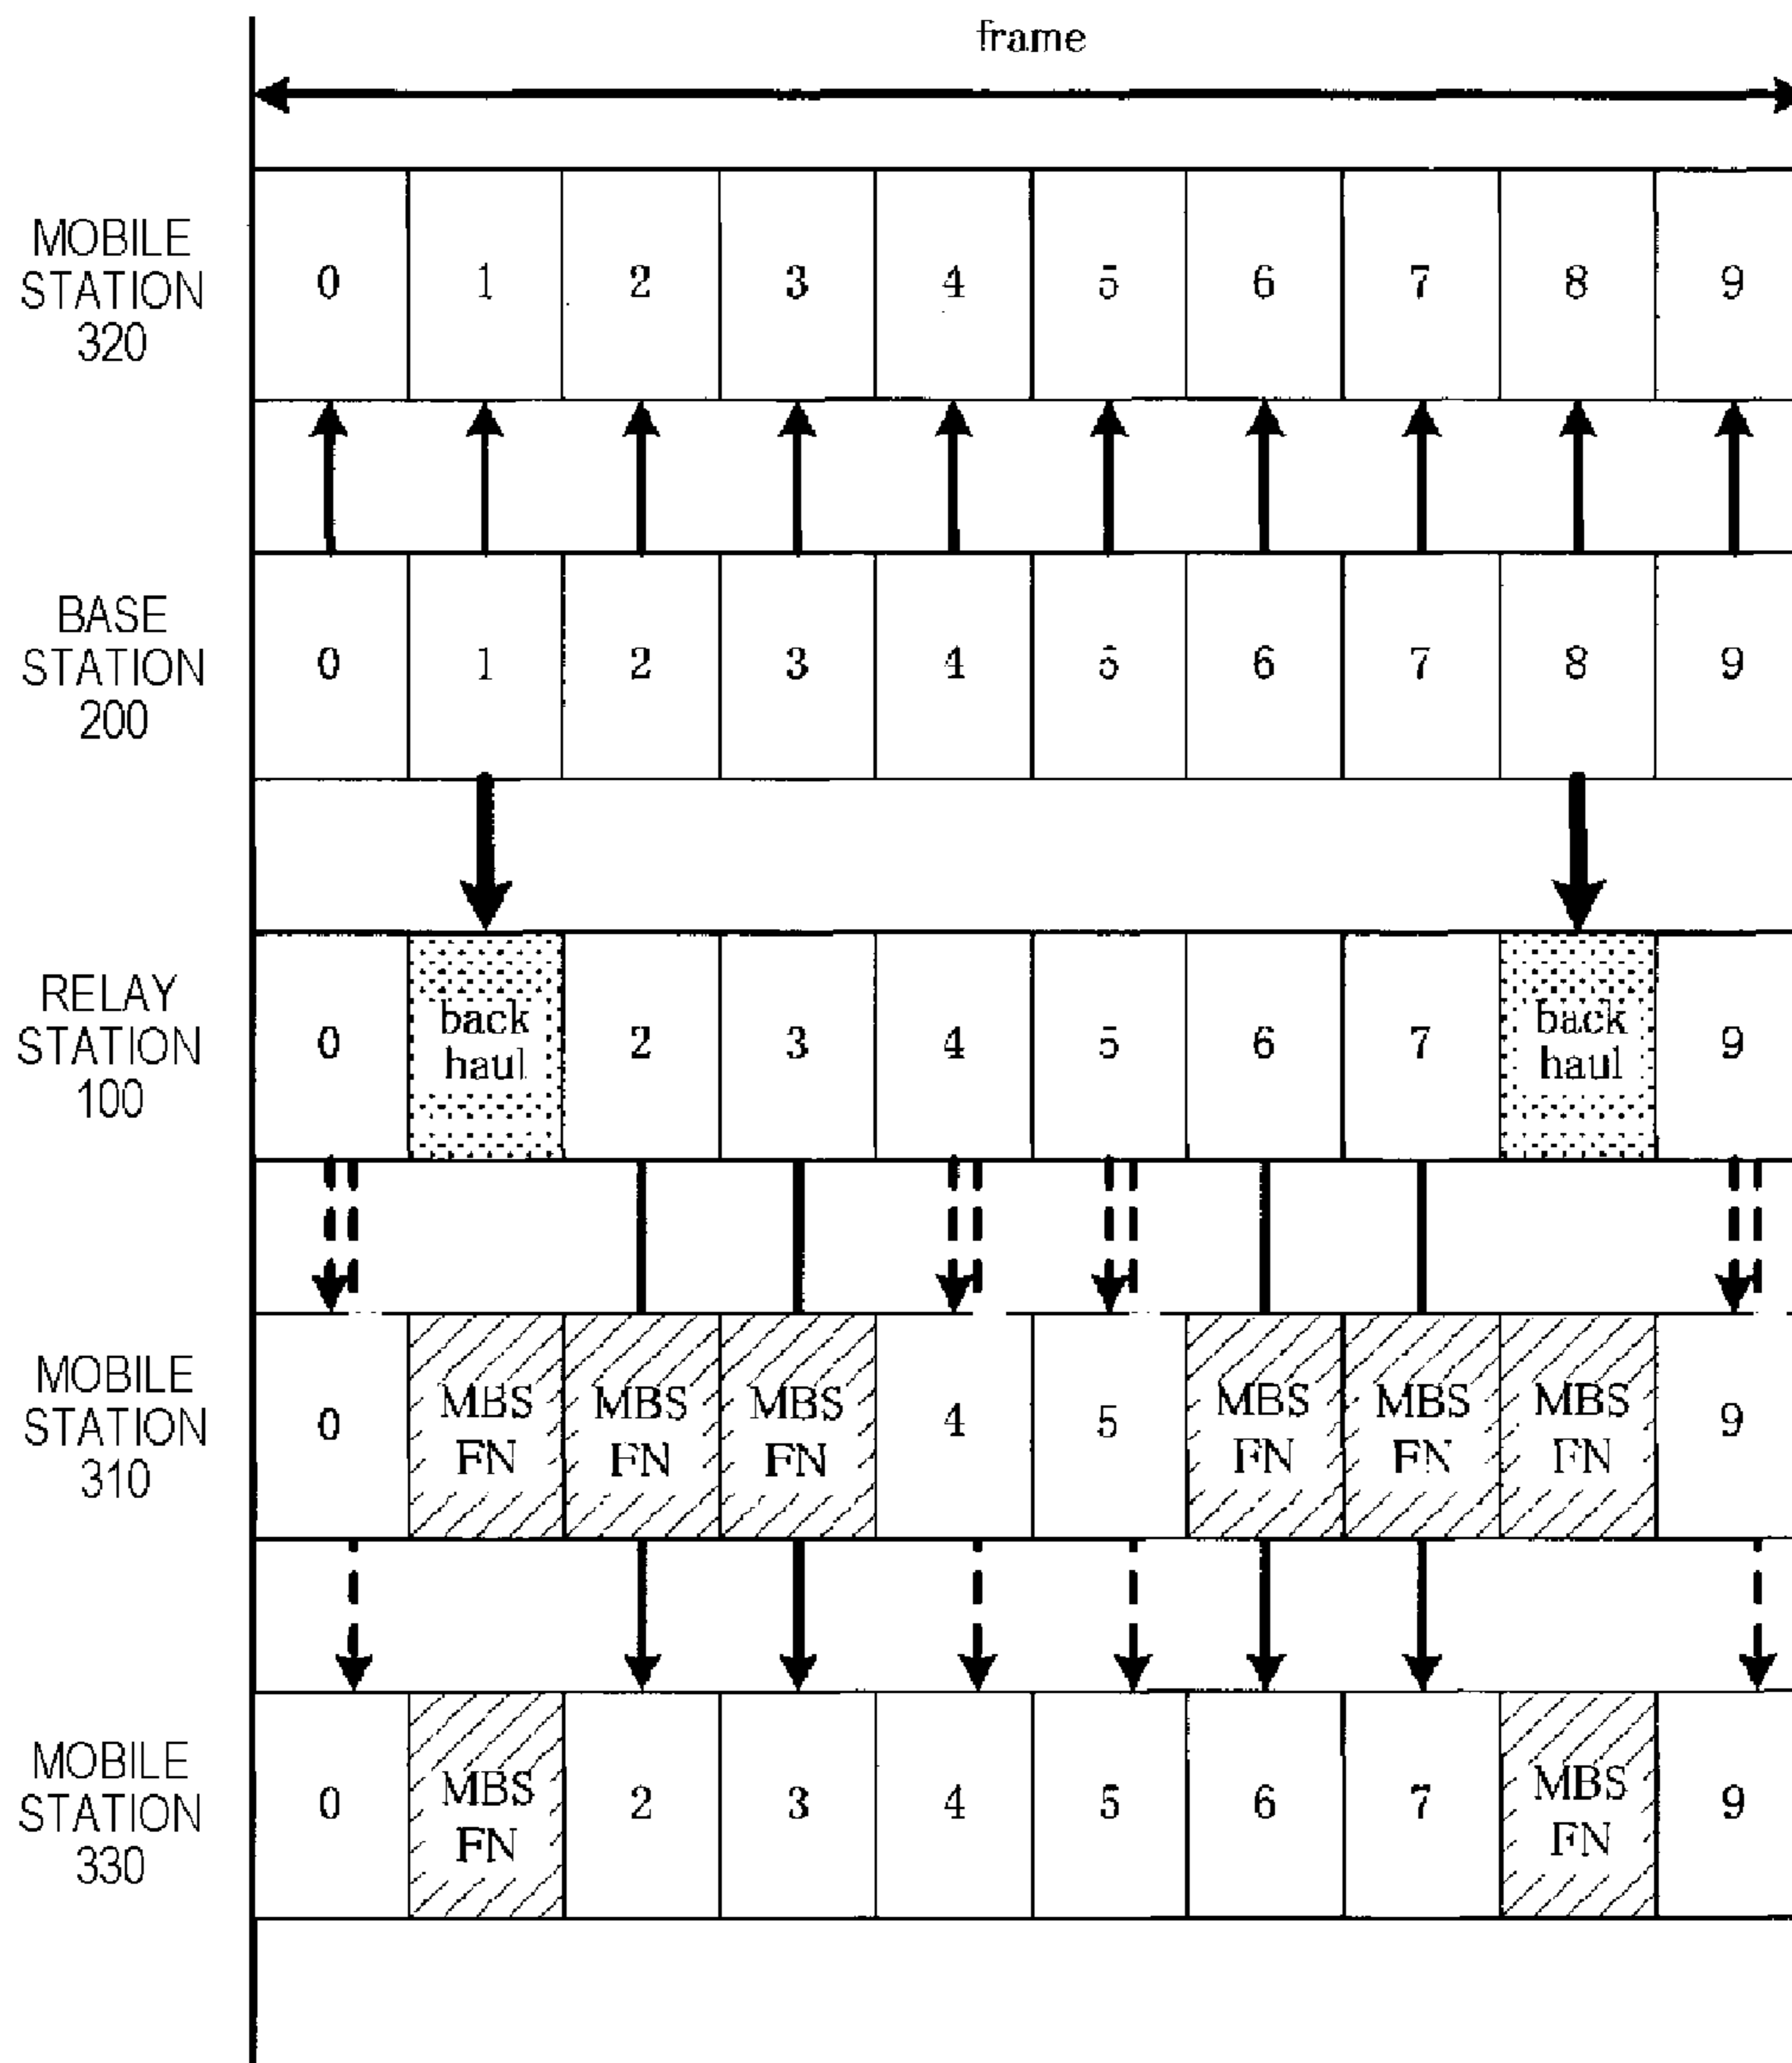 frame
MOBILE
STATION
320
0 1 2 3 4 5 6 7 8 9
BASE
STATION
200
0 1 2 3 4 5 6 7 8 9
RELAY
STATION
100
0 back haul 2 3 4 5 6 7 back haul 9
MOBILE
STATION
310
0 MBS FN MBS FN MBS FN 4 5 MBS FN MBS FN MBS FN 9
MOBILE
STATION
330
0 MBS FN 2 3 4 5 6 7 MBS FN 9